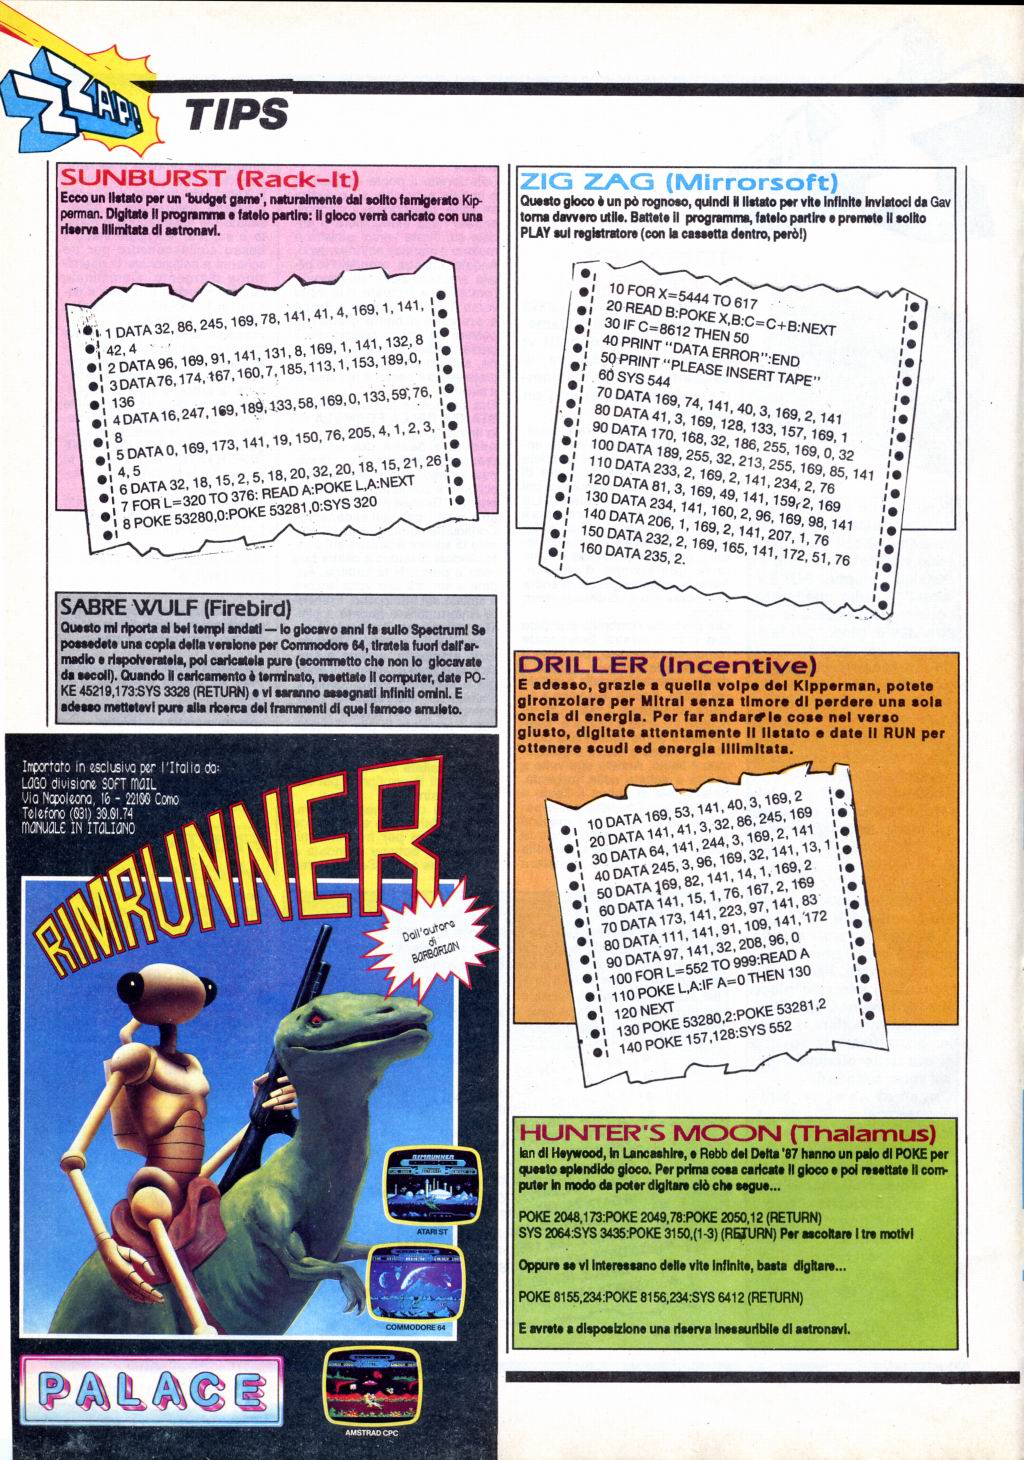 ZZAP!
TIPS
SUNBURST (Rack-It)
Ecco un listato per un 'budget game', naturalmente dal solito famigerato Kip-
perman. Digitate il programma e fatelo partire: il gioco verrà caricato con una
riserva illimitata di astronavi.
1 DATA 32, 86, 245, 169, 78, 141, 41, 4, 169, 1, 141,
42, 4
2 DATA 96, 169, 91, 141, 131, 8, 169, 1, 141, 132, 8
3 DATA 76, 174, 167, 160, 7, 185, 113, 1, 153, 189, 0,
136
4 DATA 16, 247, 169, 189, 133, 58, 169, 0, 133, 59, 76,
8
5 DATA 0, 169, 173, 141, 19, 150, 76, 205, 4, 1, 2, 3,
4, 5
6 DATA 32, 18, 15, 2, 5, 18, 20, 32, 20, 18, 15, 21, 26
7 FOR L=320 TO 376: READ A:POKE L,A:NEXT
8 POKE 53280,0:POKE 53281,0:SYS 320
SABRE WULF (Firebird)
Questo mi riporta ai bei tempi andati — io giocavo anni fa sullo Spectrum! Se
possedete una copia della versione per Commodore 64, tiratela fuori dall'ar-
madio e rispolveratela, poi caricatela pure (scommetto che non lo giocavate
da secoli). Quando il caricamento è terminato, resettate il computer, date PO-
KE 45219,173:SYS 3328 (RETURN) e vi saranno assegnati infiniti omini. E
adesso mettetevi pure alla ricerca dei frammenti di quel famoso amuleto.
Importato in esclusiva per l'Italia da:
LAGO divisione SOFT MAIL
Via Napoleona, 16 - 22100 Como
Telefono (031) 30.01.74
MANUALE IN ITALIANO
RIMRUNNER
Dall'autore
di
BARBARIAN
RIMRUNNER
ATARI ST
COMMODORE 64
AMSTRAD CPC
PALACE
ZIG ZAG (Mirrorsoft)
Questo gioco è un pò rognoso, quindi il listato per vite infinite inviatoci da Gav
torna davvero utile. Battete il programma, fatelo partire e premete il solito
PLAY sul registratore (con la cassetta dentro, però!)
10 FOR X=5444 TO 617
20 READ B:POKE X,B:C=C+B:NEXT
30 IF C=8612 THEN 50
40 PRINT "DATA ERROR":END
50 PRINT "PLEASE INSERT TAPE"
60 SYS 544
70 DATA 169, 74, 141, 40, 3, 169, 2, 141
80 DATA 41, 3, 169, 128, 133, 157, 169, 1
90 DATA 170, 168, 32, 186, 255, 169, 0, 32
100 DATA 189, 255, 32, 213, 255, 169, 85, 141
110 DATA 233, 2, 169, 2, 141, 234, 2, 76
120 DATA 81, 3, 169, 49, 141, 159, 2, 169
130 DATA 234, 141, 160, 2, 96, 169, 98, 141
140 DATA 206, 1, 169, 2, 141, 207, 1, 76
150 DATA 232, 2, 169, 165, 141, 172, 51, 76
160 DATA 235, 2.
DRILLER (Incentive)
E adesso, grazie a quella volpe del Kipperman, potete
gironzolare per Mitral senza timore di perdere una sola
oncia di energia. Per far andare le cose nel verso
giusto, digitate attentamente il listato e date il RUN per
ottenere scudi ed energia illimitata.
10 DATA 169, 53, 141, 40, 3, 169, 2
20 DATA 141, 41, 3, 32, 86, 245, 169
30 DATA 64, 141, 244, 3, 169, 2, 141
40 DATA 245, 3, 96, 169, 32, 141, 13, 1
50 DATA 169, 82, 141, 14, 1, 169, 2
60 DATA 141, 15, 1, 76, 167, 2, 169
70 DATA 173, 141, 223, 97, 141, 83
80 DATA 111, 141, 91, 109, 141, 172
90 DATA 97, 141, 32, 208, 96, 0
100 FOR L=552 TO 999:READ A
110 POKE L,A:IF A=0 THEN 130
120 NEXT
130 POKE 53280,2:POKE 53281,2
140 POKE 157,128:SYS 552
HUNTER'S MOON (Thalamus)
Ian di Heywood, in Lancashire, e Rebb dei Delta '87 hanno un paio di POKE per
questo splendido gioco. Per prima cosa caricate il gioco e poi resettate il com-
puter in modo da poter digitare ciò che segue...
POKE 2048,173:POKE 2049,78:POKE 2050,12 (RETURN)
SYS 2064:SYS 3435:POKE 3150,(1-3) (RETURN) Per ascoltare i tre motivi
Oppure se vi interessano delle vite infinite, basta digitare...
POKE 8155,234:POKE 8156,234:SYS 6412 (RETURN)
E avrete a disposizione una riserva inesauribile di astronavi.